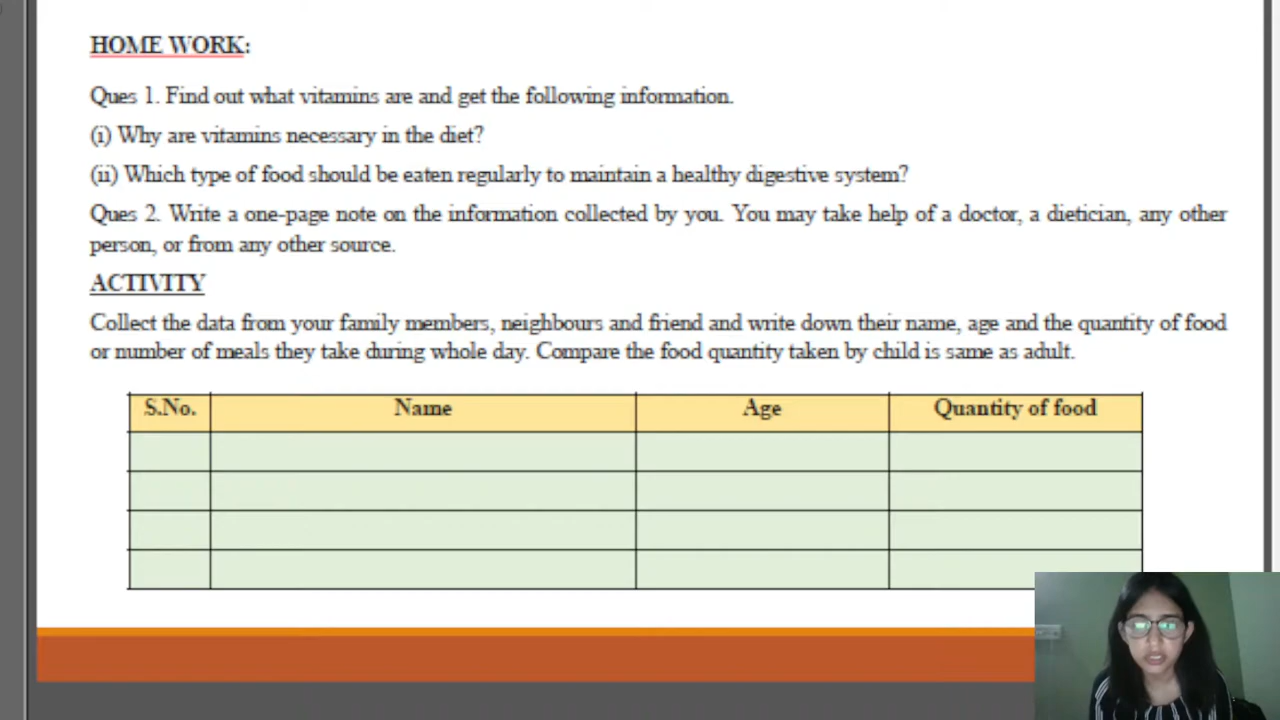 HOME WORK:
Ques 1. Find out what vitamins are and get the following information.
(i) Why are vitamins necessary in the diet?
(ii) Which type of food should be eaten regularly to maintain a healthy digestive system?
Ques 2. Write a one-page note on the information collected by you. You may take help of a doctor, a dietician, any other
person, or from any other source.
ACTIVITY
Collect the data from your family members, neighbours and friend and write down their name, age and the quantity of food
or number of meals they take during whole day. Compare the food quantity taken by child is same as adult.
S.No. Name Age Quantity of food